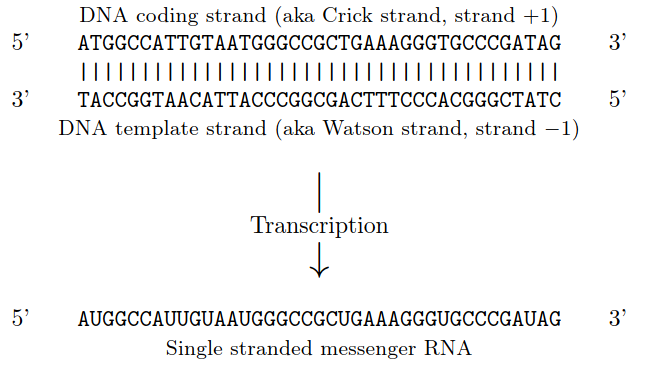 DNA coding strand (aka Crick strand, strand +1)
5’ ATGGCCATTGTAATGGGCCGCTGAAAGGGTGCCCGATAG 3’
|||||||||||||||||||||||||||||||||||||||
3’ TACCGGTAACATTACCCGGCGACTTTCCCACGGGCTATC 5’
DNA template strand (aka Watson strand, strand −1)
Transcription
5’ AUGGCCAUUGUAAUGGGCCGCUGAAAGGGUGCCCGAUAG 3’
Single stranded messenger RNA